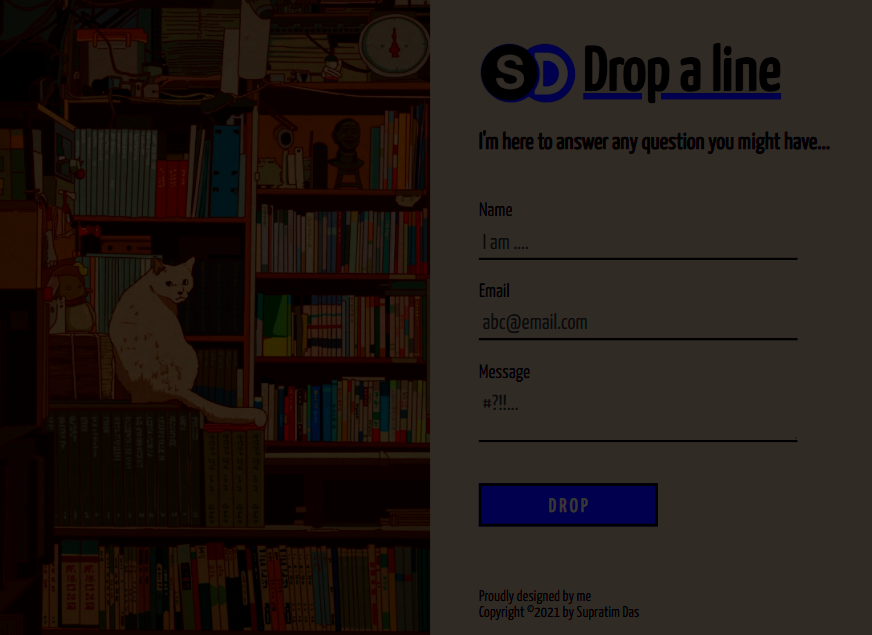 SD Drop a line
I'm here to answer any question you might have...
Name
I am ....
Email
abc@email.com
Message
#?!!...
DROP
Proudly designed by me
Copyright ©2021 by Supratim Das